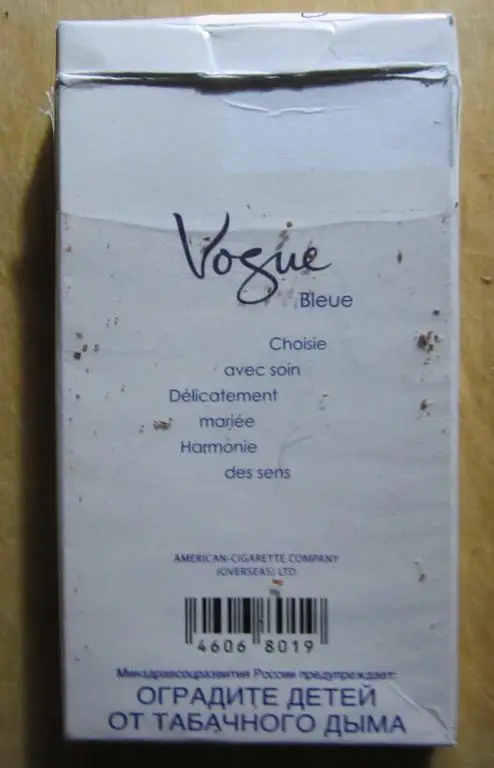 Vogue
Bleue
Choisie
avec soin
Délicatement
mariée
Harmonie
des sens
AMERICAN-CIGARETTE COMPANY
(OVERSEAS) LTD.
4606 8019
Минздравсоцразвития России предупреждает:
ОГРАДИТЕ ДЕТЕЙ
ОТ ТАБАЧНОГО ДЫМА